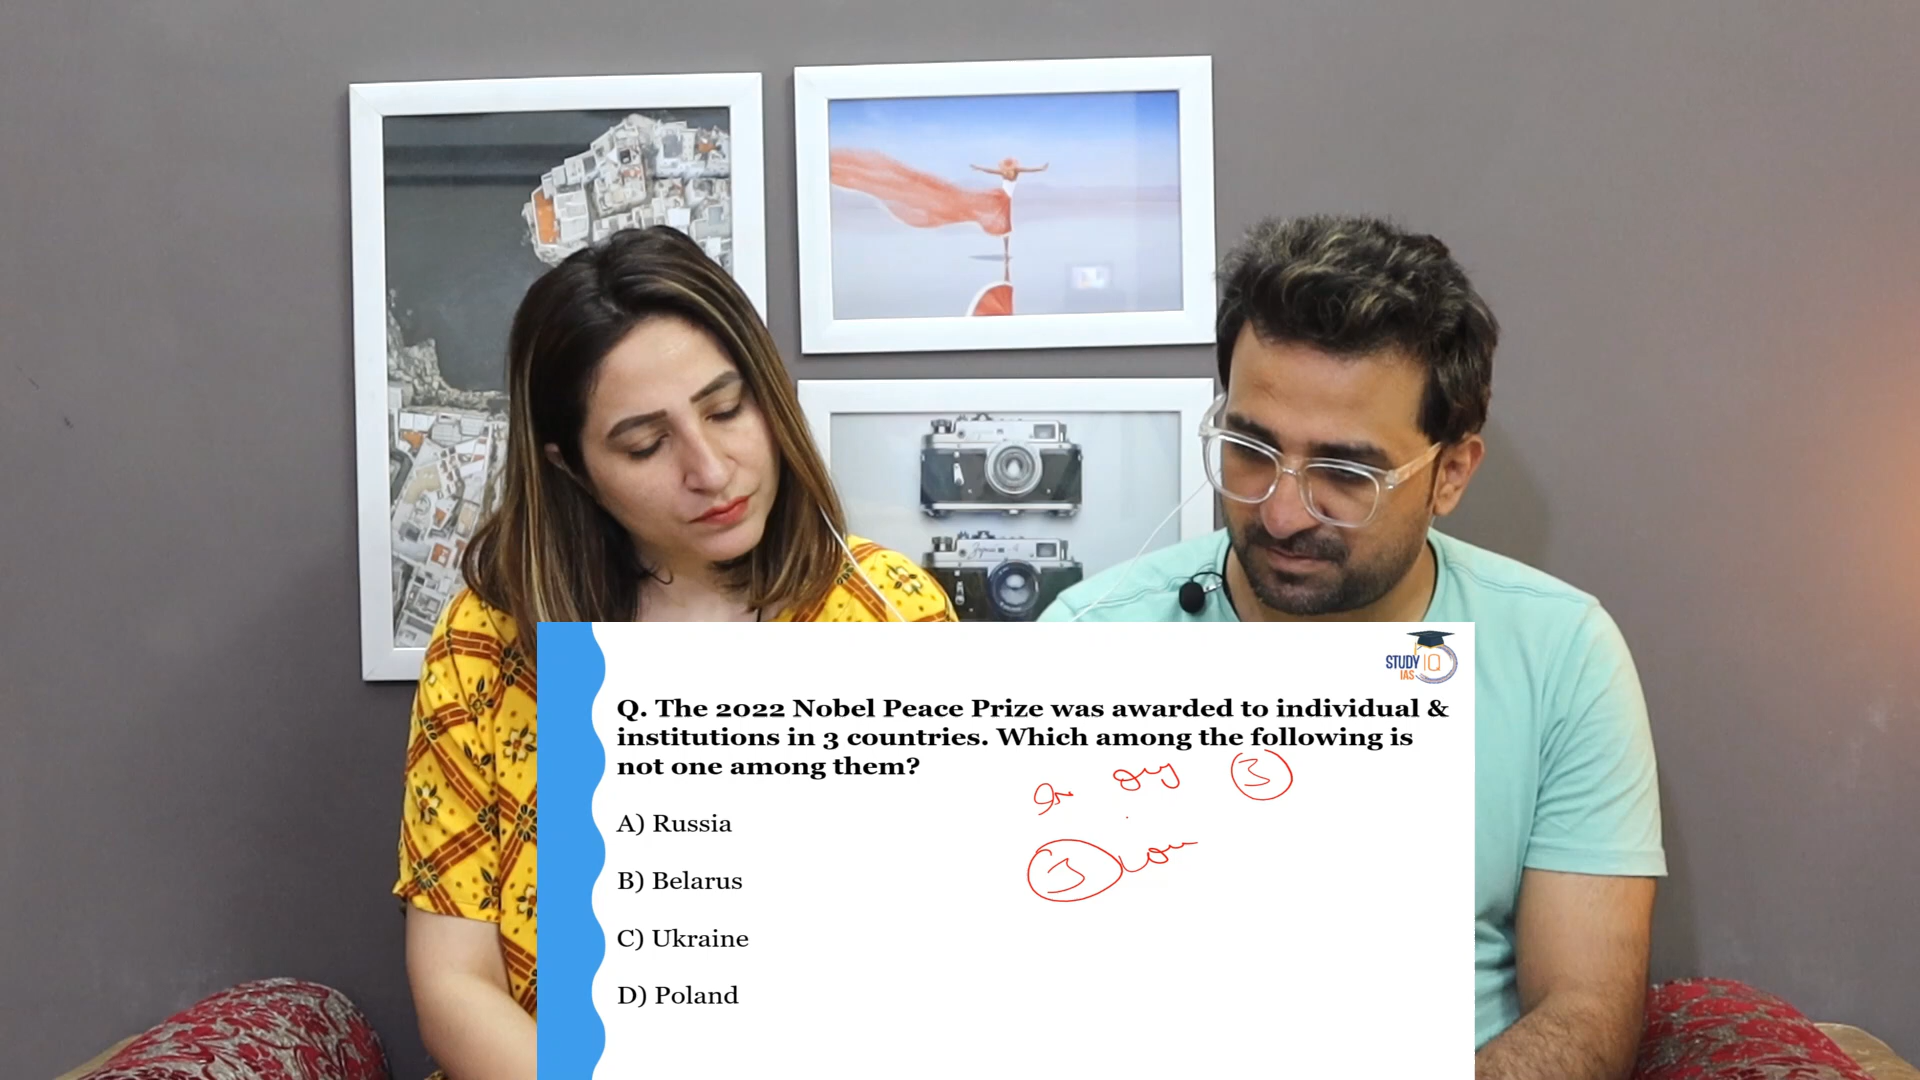 STUDY IQ
IAS
Q. The 2022 Nobel Peace Prize was awarded to individual &
institutions in 3 countries. Which among the following is
not one among them?
3
A) Russia
3
B) Belarus
C) Ukraine
D) Poland